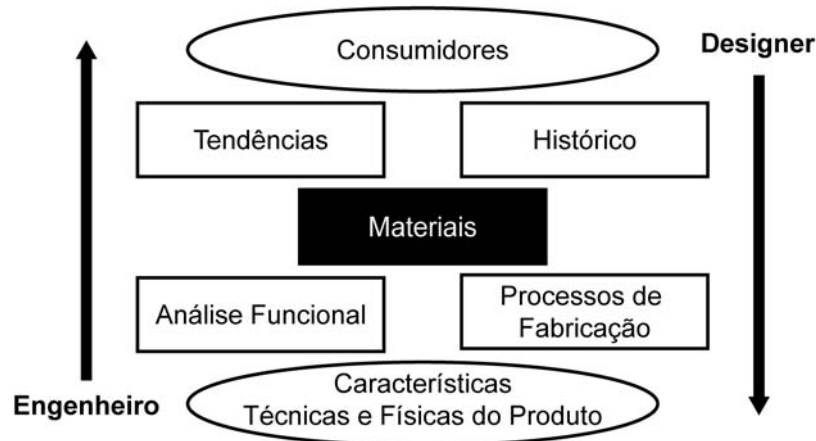 Consumidores
Designer
Tendências
Histórico
Materiais
Análise Funcional
Processos de
Fabricação
Características
Técnicas e Físicas do Produto
Engenheiro